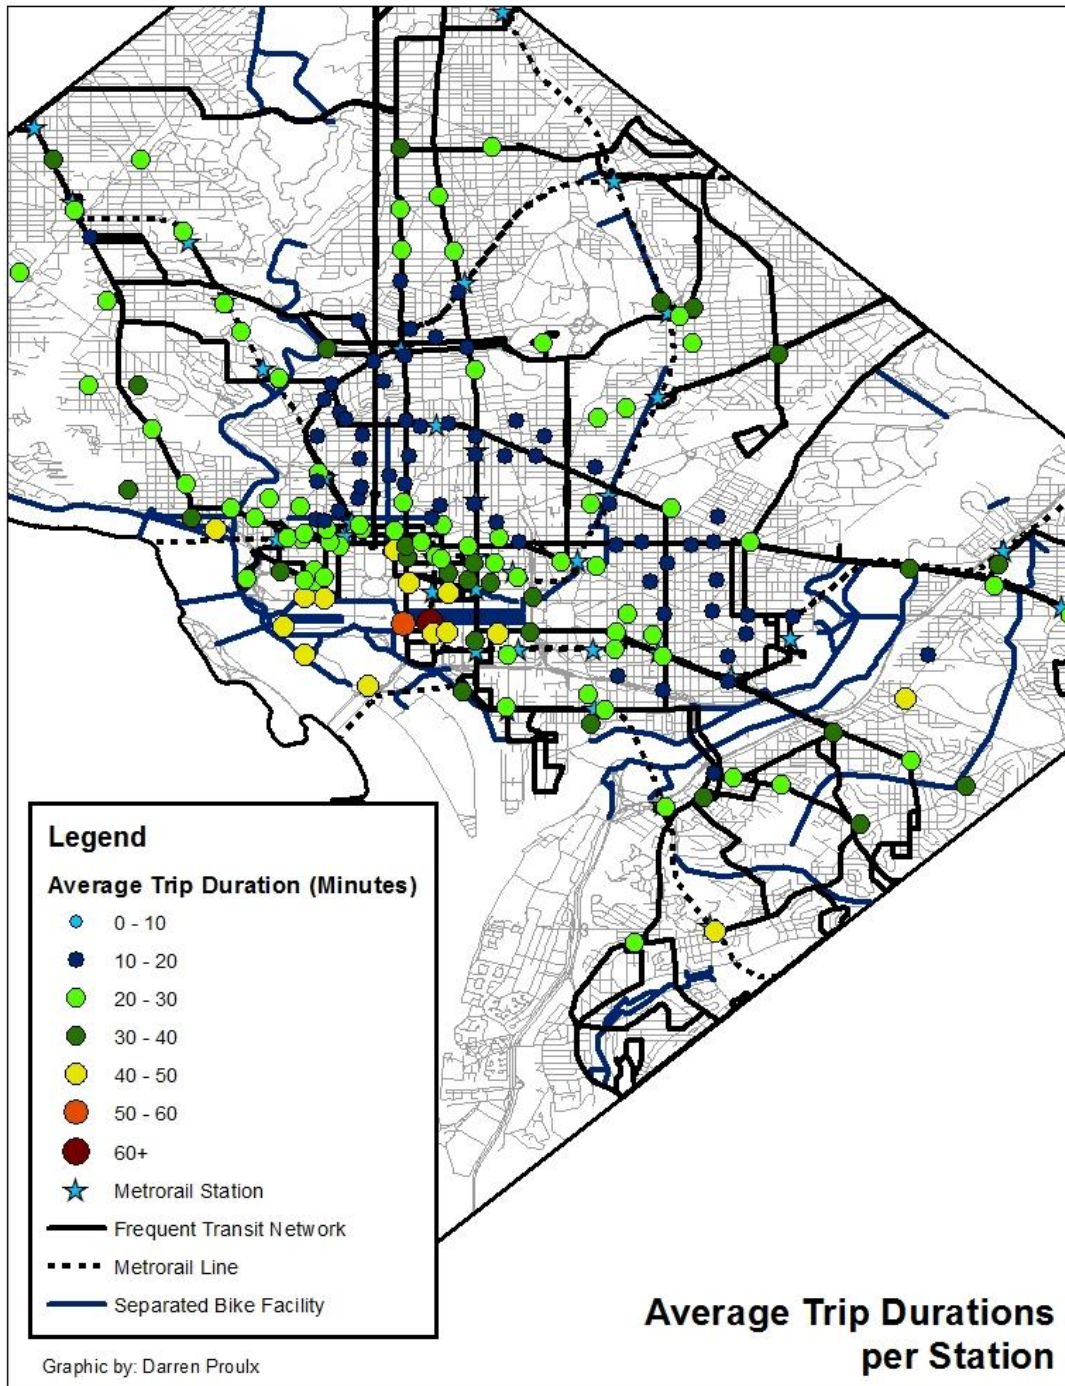 Legend
Average Trip Duration (Minutes)
0 - 10
10 - 20
20 - 30
30 - 40
40 - 50
50 - 60
60+
Metrorail Station
Frequent Transit Network
Metrorail Line
Separated Bike Facility
Graphic by: Darren Proulx
Average Trip Durations
per Station